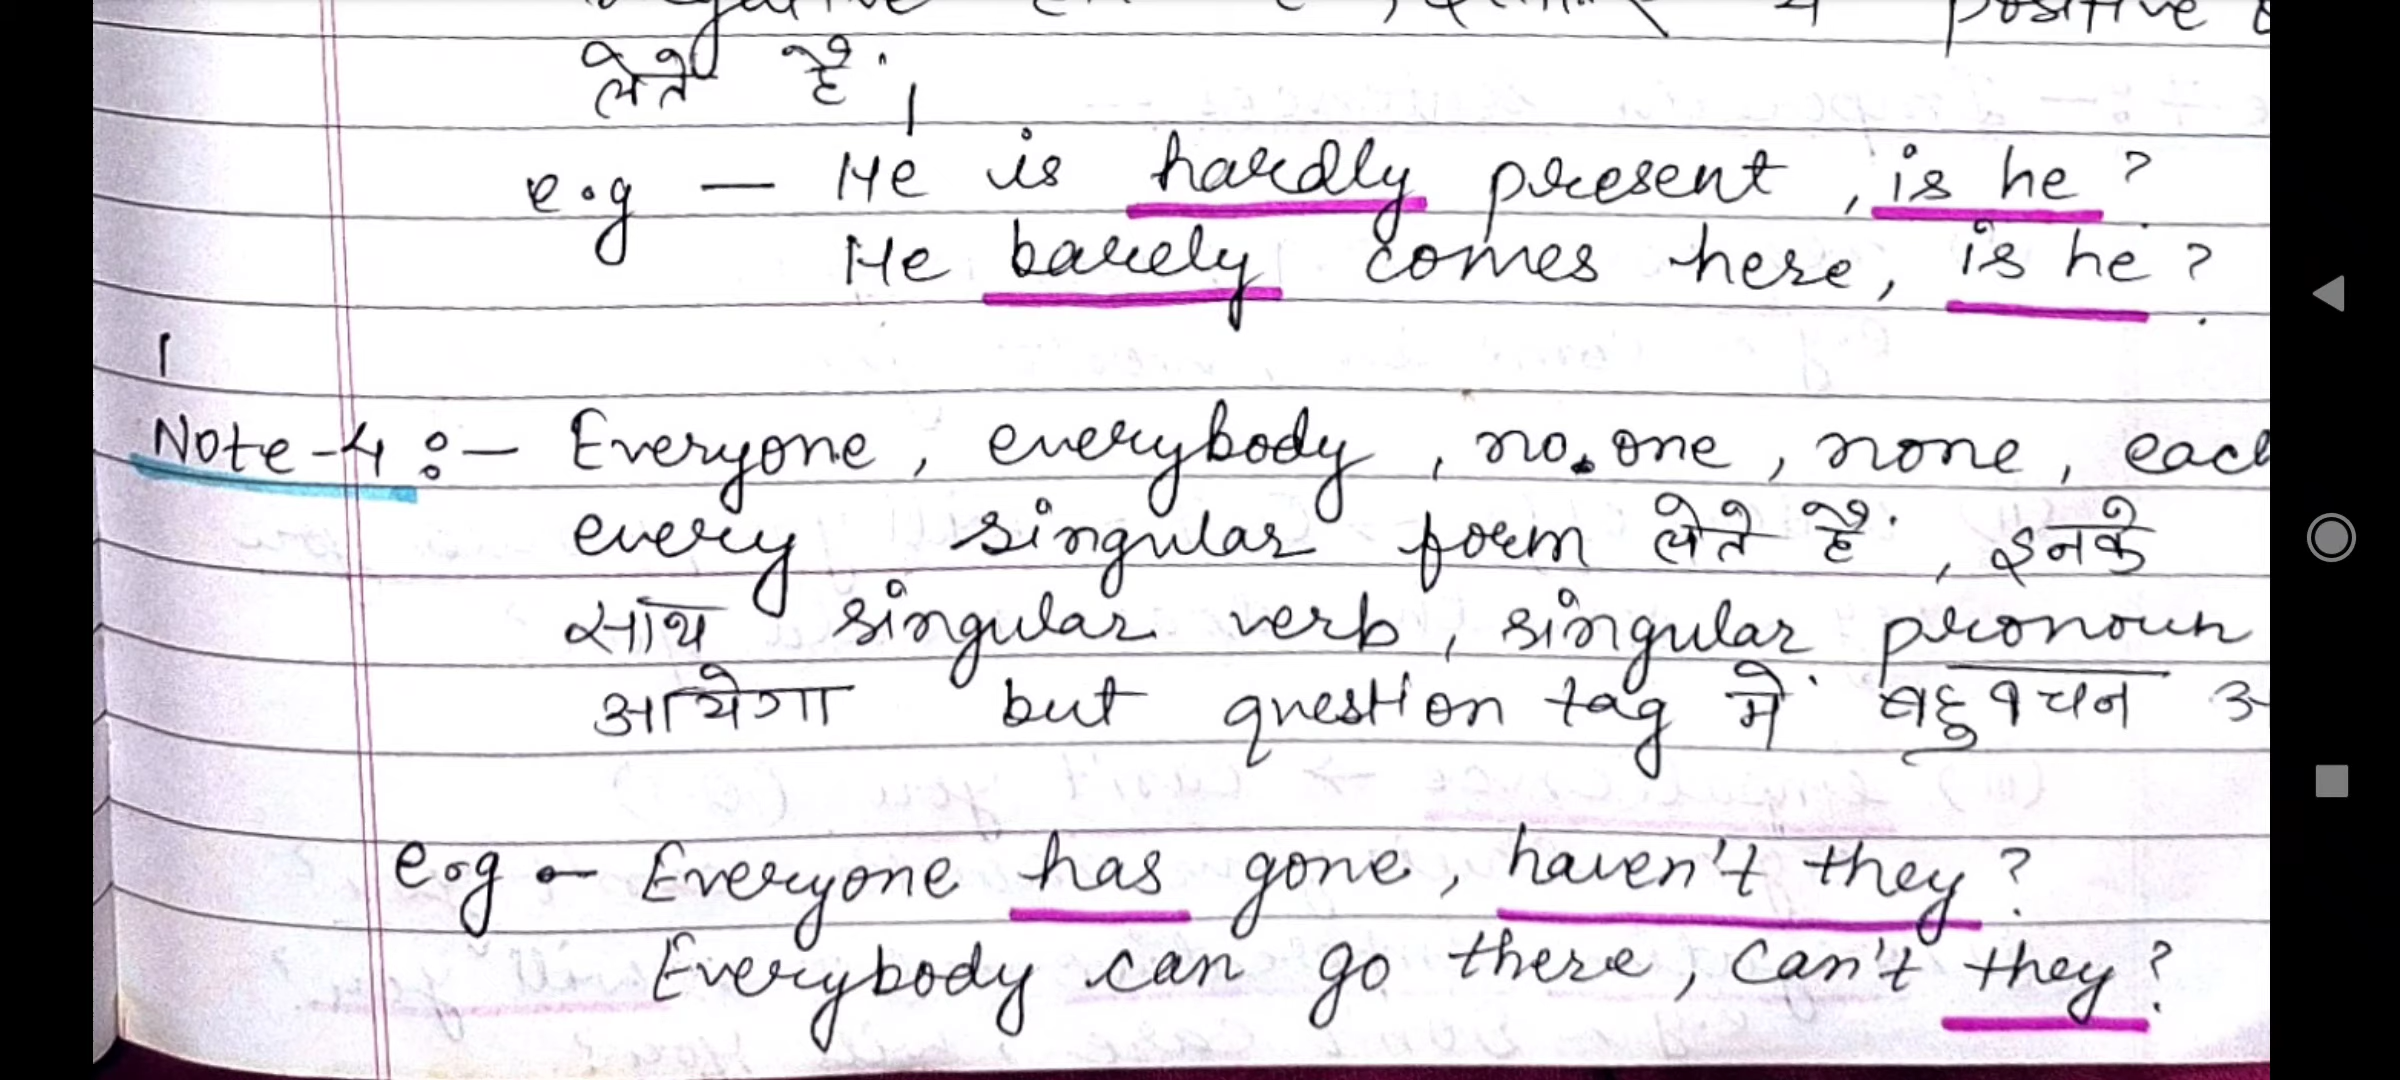 positive
लेते हैं।
e.g — He is hardly present, is he?
He barely comes here, is he?
Note-4 :— Everyone, everybody, no one, none, each
every singular form लेते हैं, इनके
साथ singular verb, singular pronoun
आयेगा but question tag में बहुवचन
e.g — Everyone has gone, haven't they?
Everybody can go there, can't they?